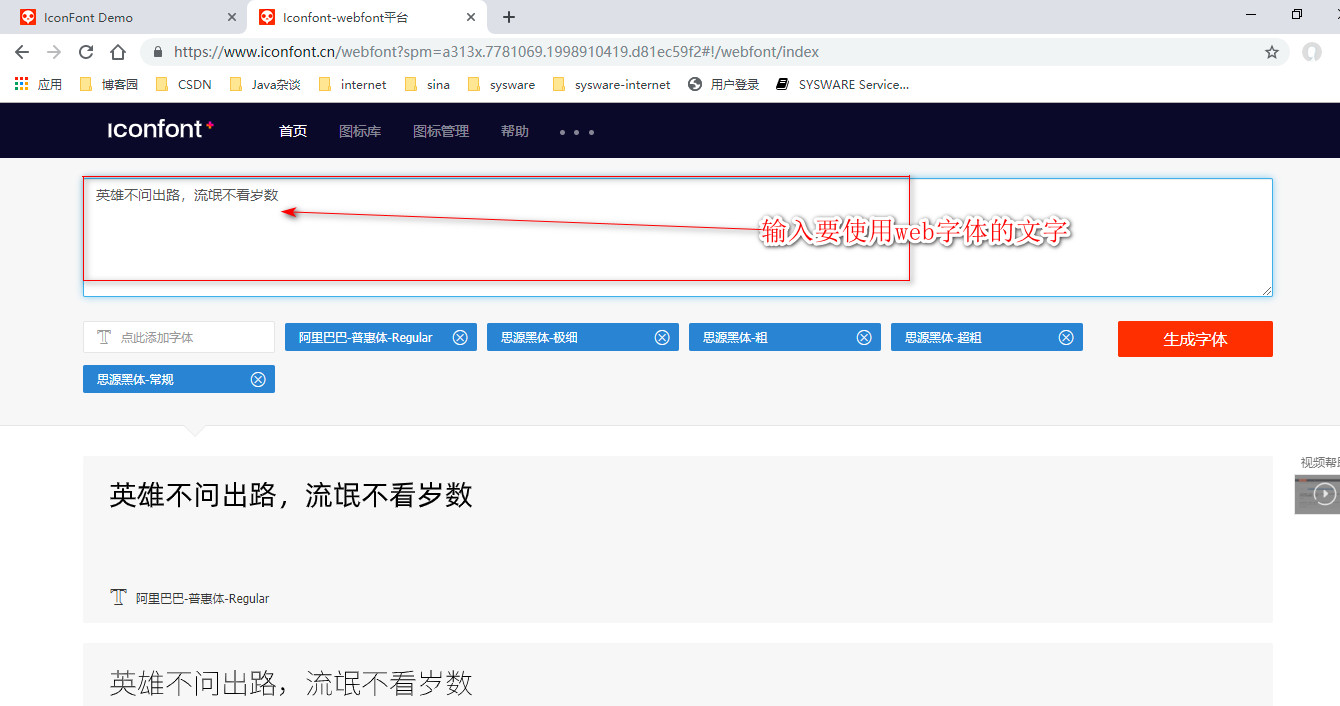 IconFont Demo
Iconfont-webfont平台
https://www.iconfont.cn/webfont?spm=a313x.7781069.1998910419.d81ec59f2#!/webfont/index
应用 博客园 CSDN Java杂谈 internet sina sysware sysware-internet 用户登录 SYSWARE Service...
iconfont+ 首页 图标库 图标管理 帮助 • • •
英雄不问出路，流氓不看岁数
输入要使用web字体的文字
点此添加字体 阿里巴巴-普惠体-Regular 思源黑体-极细 思源黑体-粗 思源黑体-超粗 生成字体
思源黑体-常规
视频帮
英雄不问出路，流氓不看岁数
阿里巴巴-普惠体-Regular
英雄不问出路，流氓不看岁数